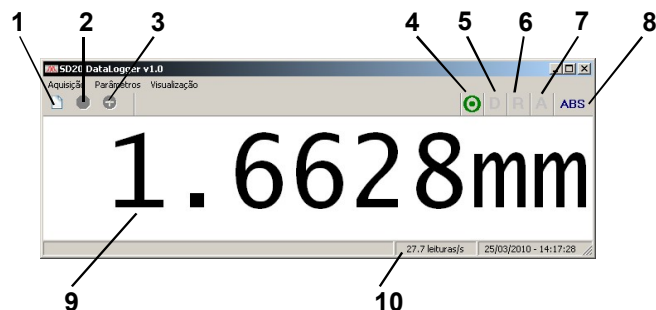 1 2 3 4 5 6 7 8
SD20 DataLogger v1.0
Aquisição Parâmetros Visualização
D R A ABS
1.6628mm
27.7 leituras/s 25/03/2010 - 14:17:28
9 10